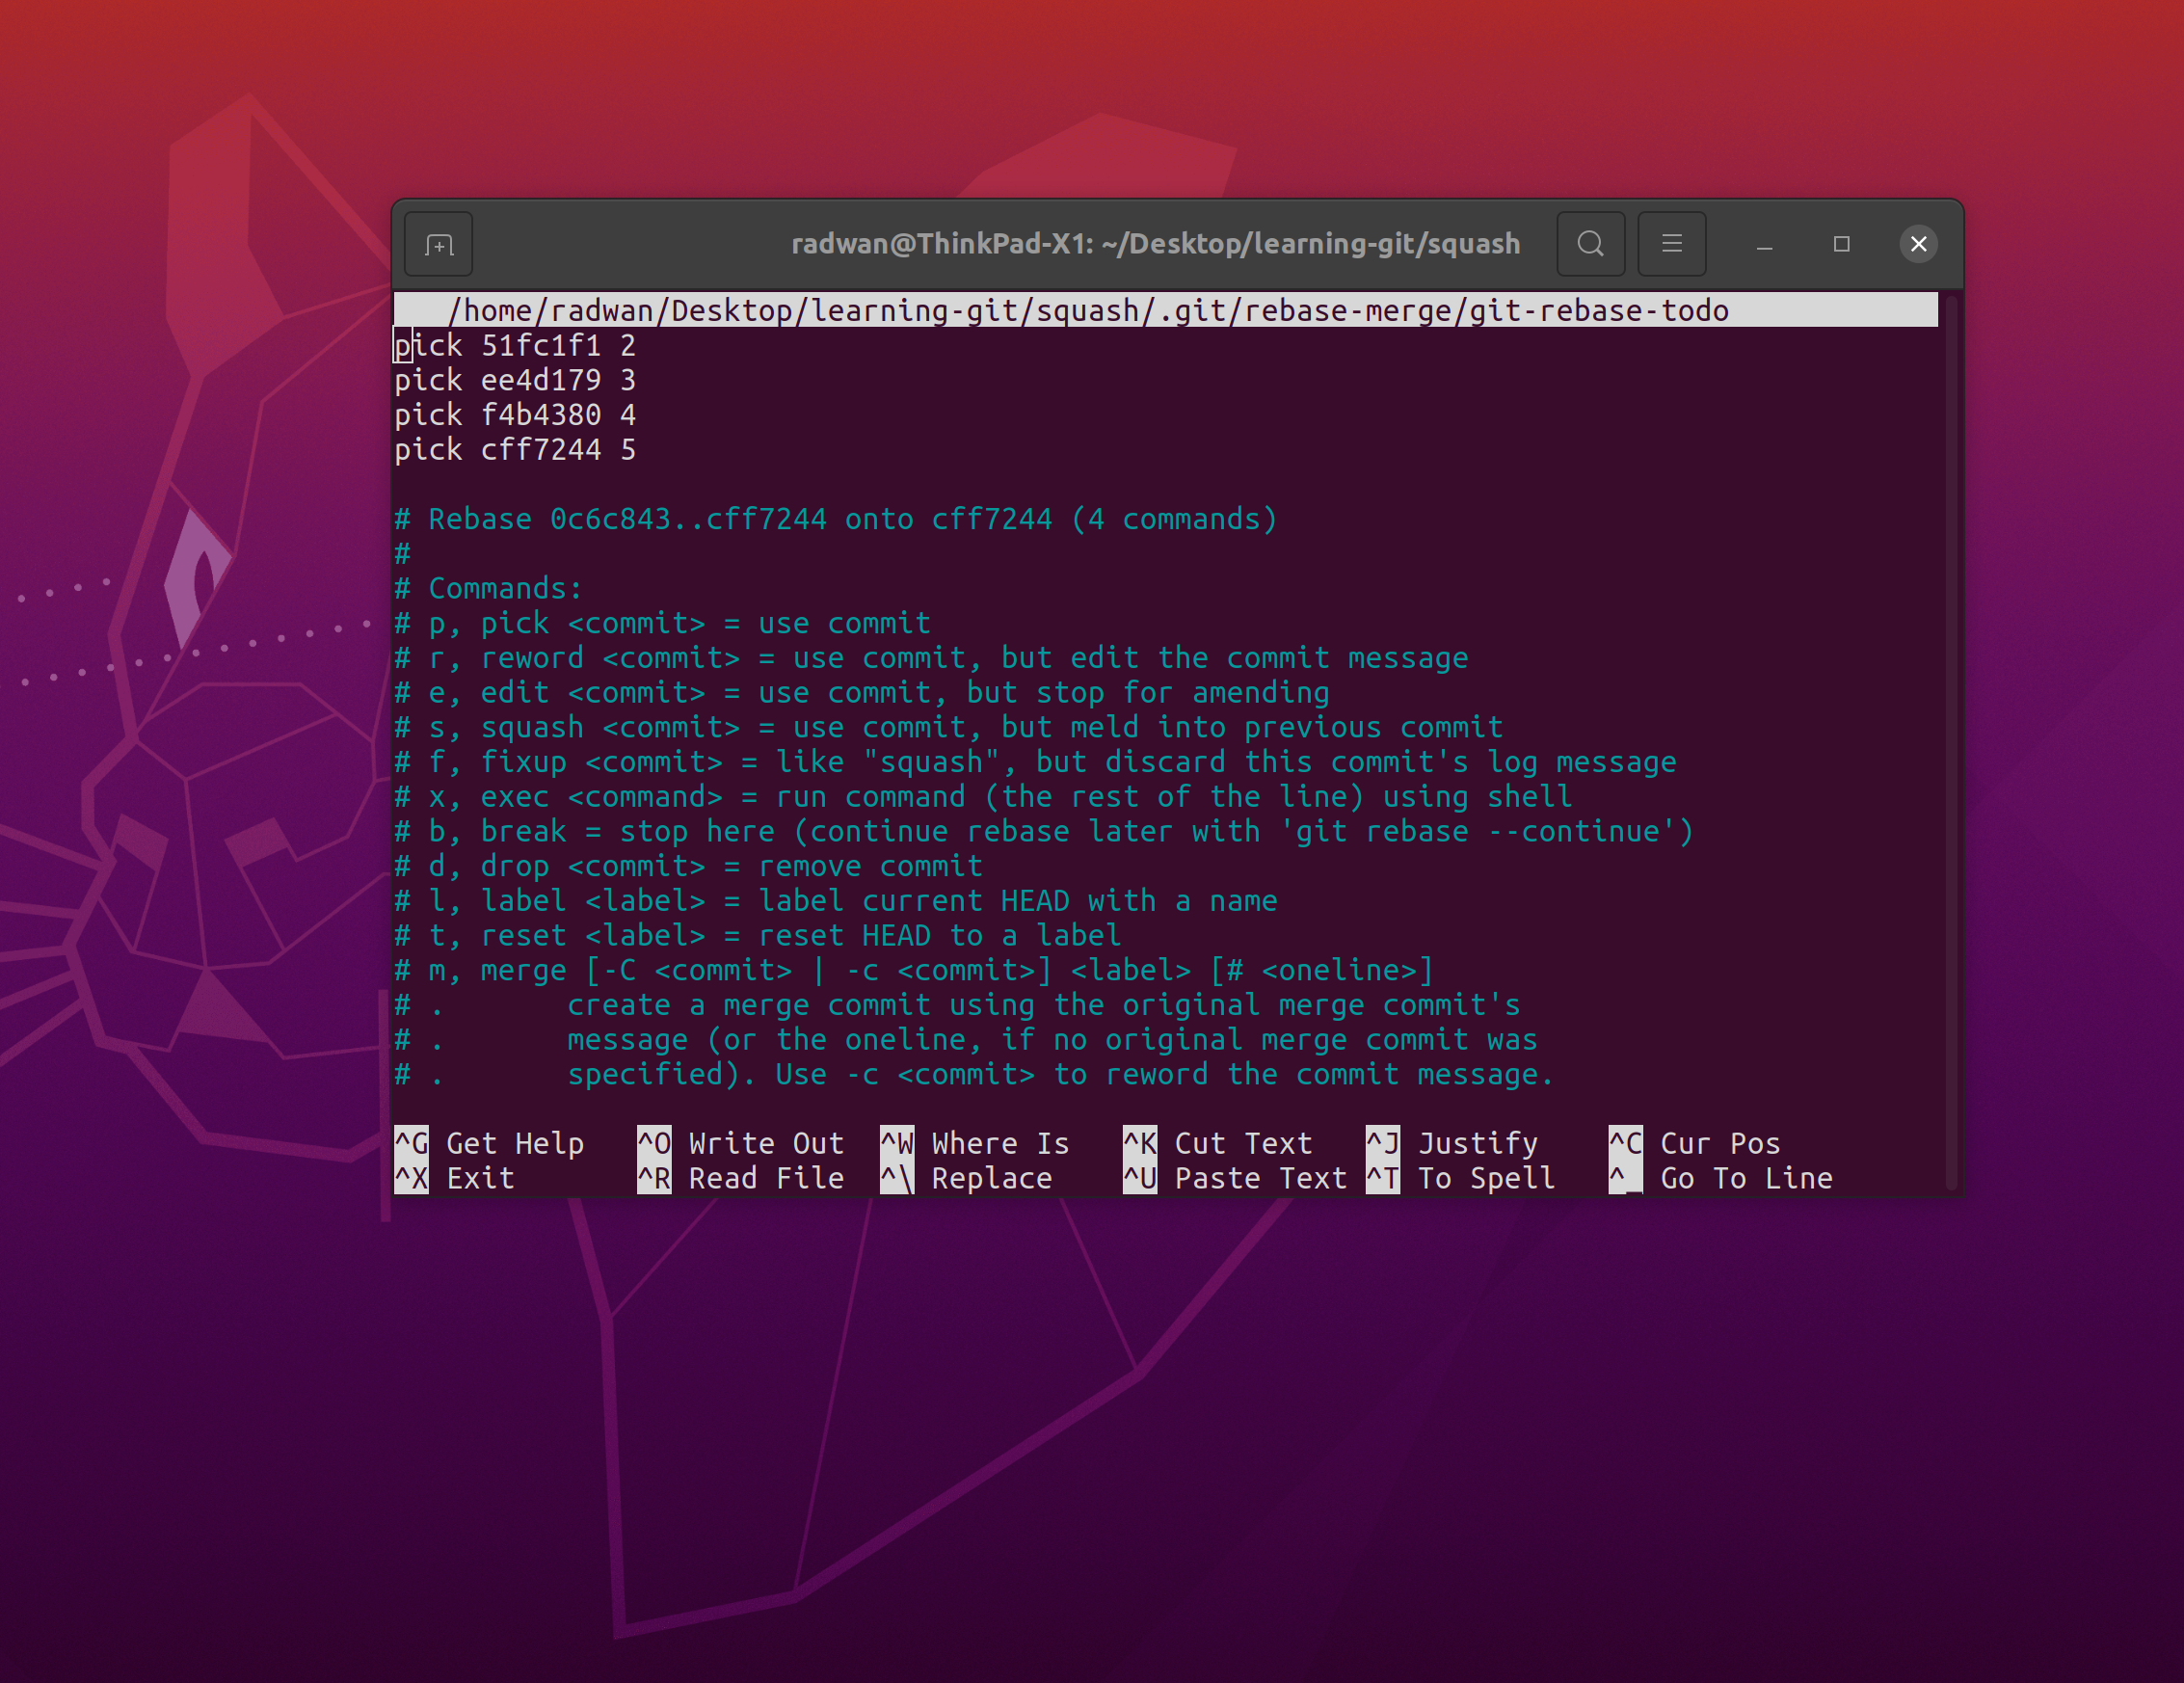 radwan@ThinkPad-X1: ~/Desktop/learning-git/squash
/home/radwan/Desktop/learning-git/squash/.git/rebase-merge/git-rebase-todo
pick 51fc1f1 2
pick ee4d179 3
pick f4b4380 4
pick cff7244 5
# Rebase 0c6c843..cff7244 onto cff7244 (4 commands)
#
# Commands:
# p, pick <commit> = use commit
# r, reword <commit> = use commit, but edit the commit message
# e, edit <commit> = use commit, but stop for amending
# s, squash <commit> = use commit, but meld into previous commit
# f, fixup <commit> = like "squash", but discard this commit's log message
# x, exec <command> = run command (the rest of the line) using shell
# b, break = stop here (continue rebase later with 'git rebase --continue')
# d, drop <commit> = remove commit
# l, label <label> = label current HEAD with a name
# t, reset <label> = reset HEAD to a label
# m, merge [-C <commit> | -c <commit>] <label> [# <oneline>]
# .       create a merge commit using the original merge commit's
# .       message (or the oneline, if no original merge commit was
# .       specified). Use -c <commit> to reword the commit message.
^G Get Help   ^O Write Out  ^W Where Is   ^K Cut Text   ^J Justify    ^C Cur Pos
^X Exit       ^R Read File  ^\ Replace    ^U Paste Text ^T To Spell   ^_ Go To Line